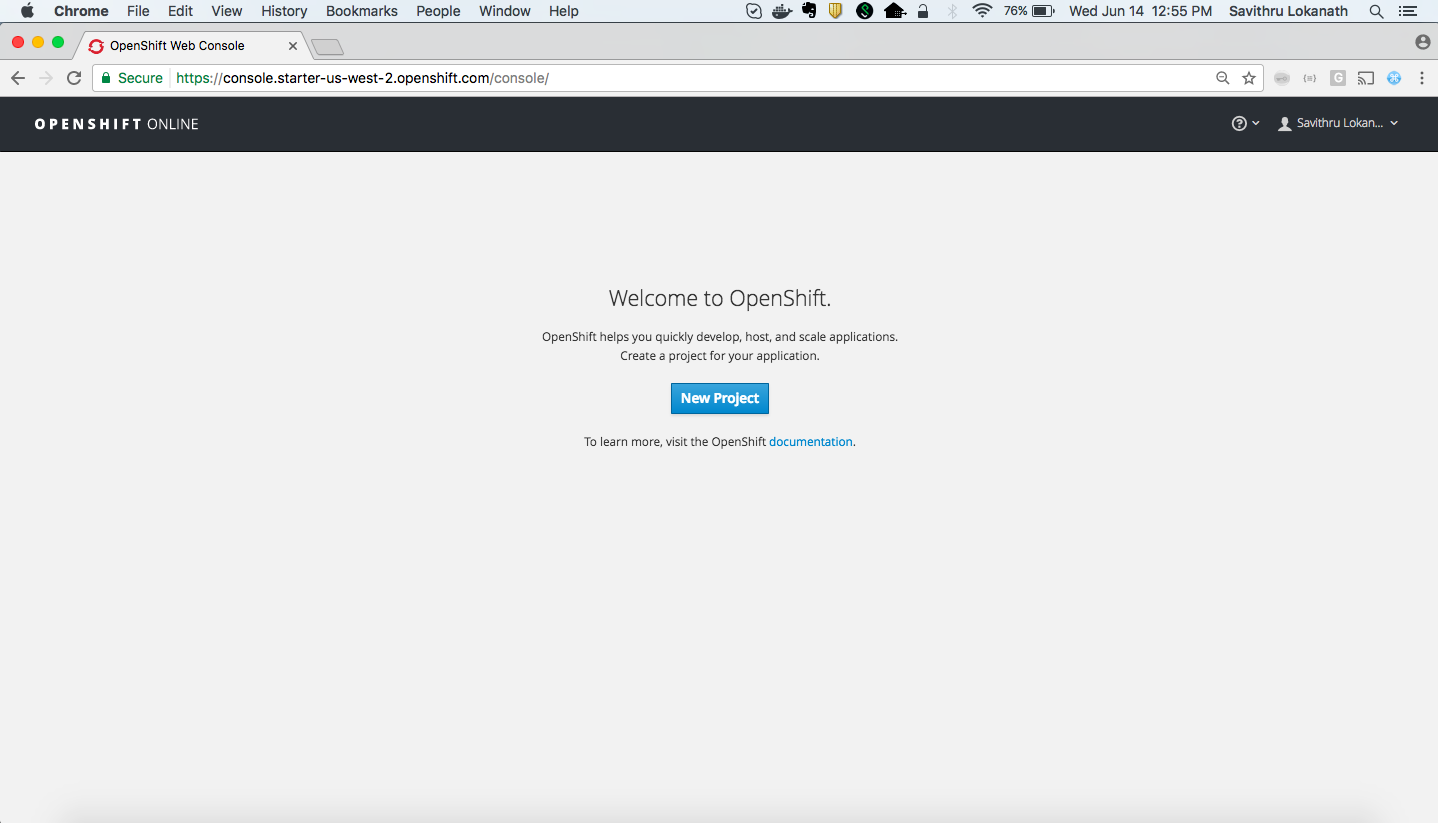 Chrome File Edit View History Bookmarks People Window Help 76% Wed Jun 14 12:55 PM Savithru Lokanath
OpenShift Web Console
Secure https://console.starter-us-west-2.openshift.com/console/
OPENSHIFT ONLINE Savithru Lokan...
Welcome to OpenShift.
OpenShift helps you quickly develop, host, and scale applications.
Create a project for your application.
New Project
To learn more, visit the OpenShift documentation.